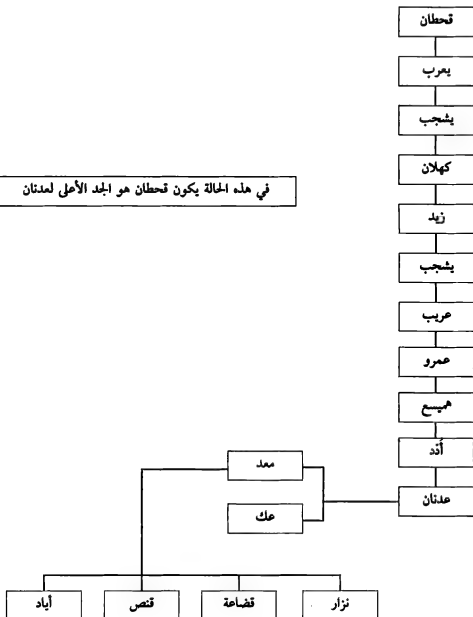 قحطان
يعرب
يشجب
كهلان
في هذه الحالة يكون قحطان هو الجد الأعلى لعدنان
زيد
يشجب
عريب
عمرو
هميسع
أُدَد
معد
عدنان
عك
نزار
قضاعة
قنص
أياد